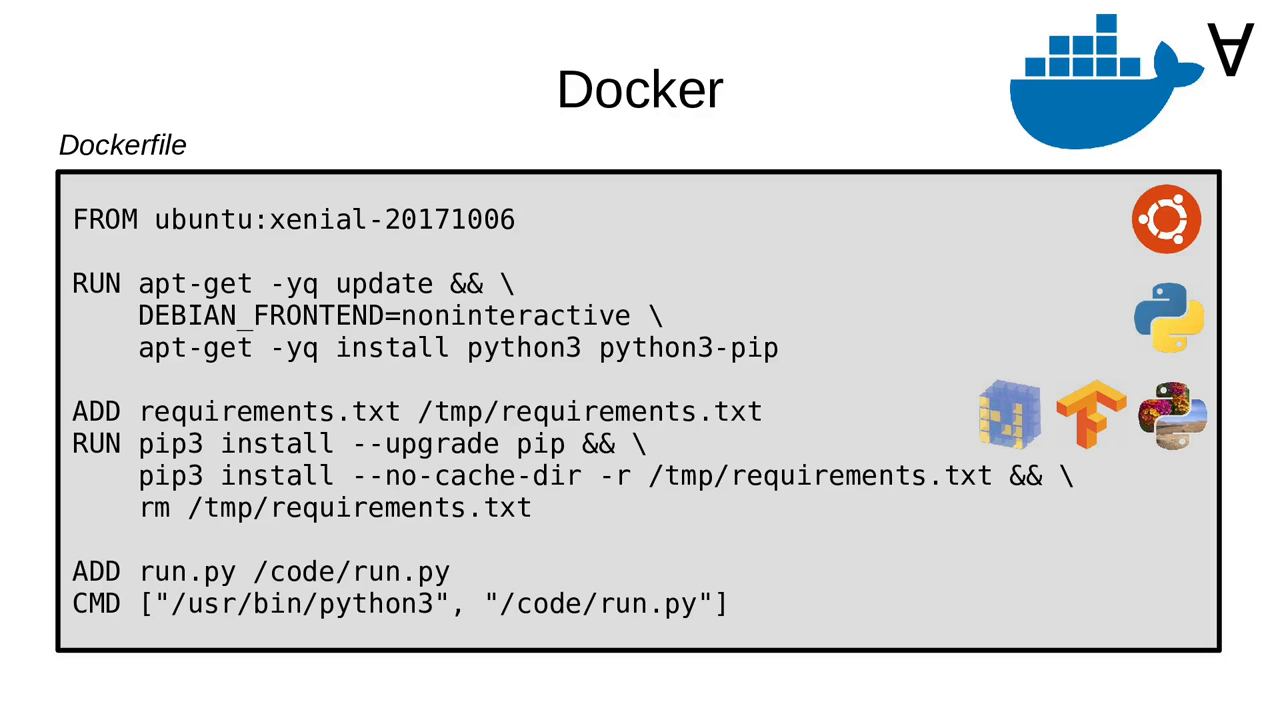 ∀
Docker
Dockerfile
FROM ubuntu:xenial-20171006
RUN apt-get -yq update && \
DEBIAN_FRONTEND=noninteractive \
apt-get -yq install python3 python3-pip
ADD requirements.txt /tmp/requirements.txt
RUN pip3 install --upgrade pip && \
pip3 install --no-cache-dir -r /tmp/requirements.txt && \
rm /tmp/requirements.txt
ADD run.py /code/run.py
CMD ["/usr/bin/python3", "/code/run.py"]